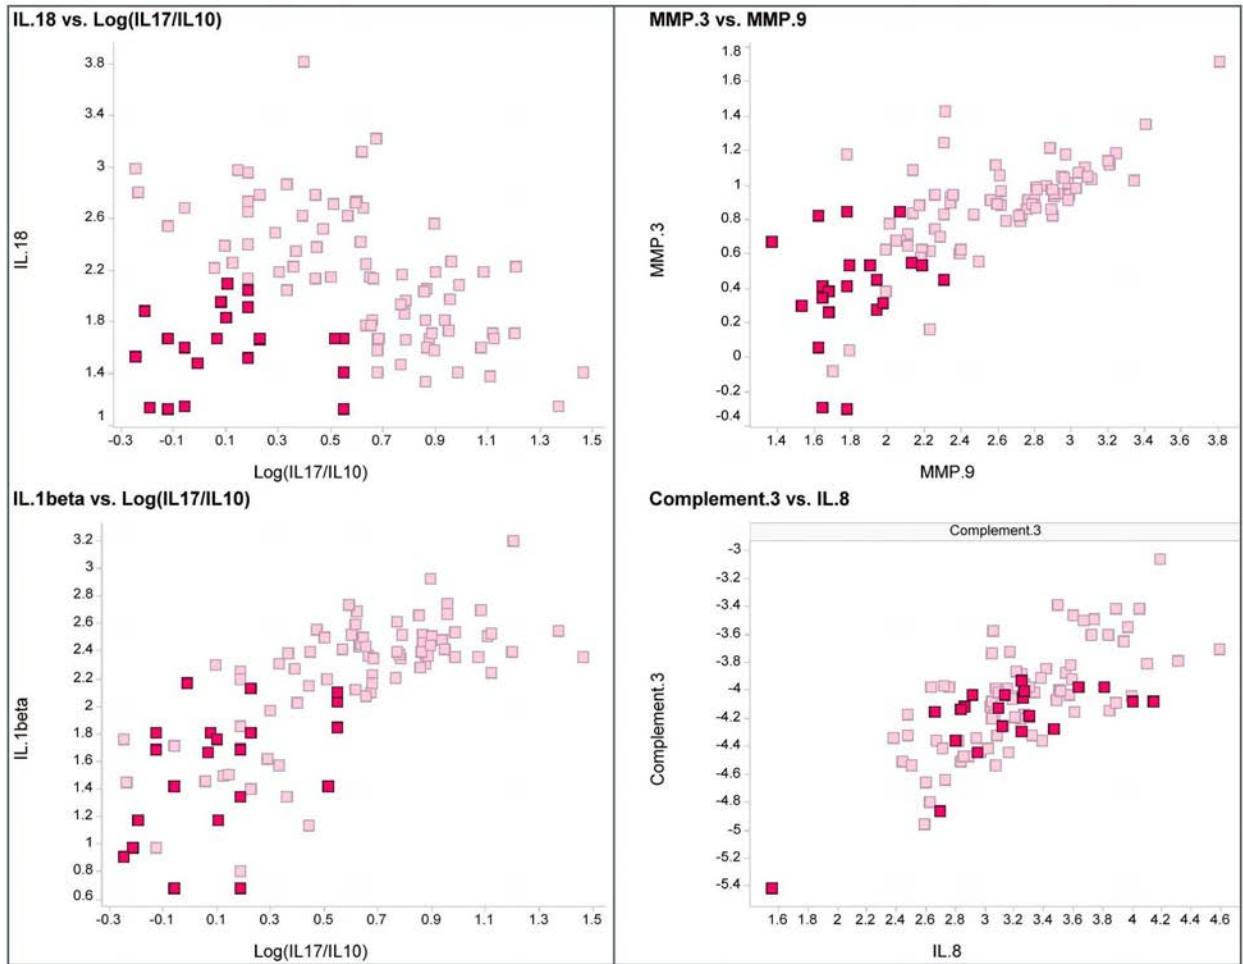 IL.18 vs. Log(IL17/IL10)
3.8
3.4
3
2.6
2.2
1.8
1.4
1
IL.18
-0.3 -0.1 0.1 0.3 0.5 0.7 0.9 1.1 1.3 1.5
Log(IL17/IL10)
MMP.3 vs. MMP.9
1.8
1.6
1.4
1.2
1
0.8
0.6
0.4
0.2
0
-0.2
-0.4
MMP.3
1.4 1.6 1.8 2 2.2 2.4 2.6 2.8 3 3.2 3.4 3.6 3.8
MMP.9
IL.1beta vs. Log(IL17/IL10)
3.2
3
2.8
2.6
2.4
2.2
2
1.8
1.6
1.4
1.2
1
0.8
0.6
IL.1beta
-0.3 -0.1 0.1 0.3 0.5 0.7 0.9 1.1 1.3 1.5
Log(IL17/IL10)
Complement.3 vs. IL.8
Complement.3
-3
-3.2
-3.4
-3.6
-3.8
-4
-4.2
-4.4
-4.6
-4.8
-5
-5.2
-5.4
Complement.3
1.4 1.6 1.8 2 2.2 2.4 2.6 2.8 3 3.2 3.4 3.6 3.8 4 4.2 4.4 4.6
IL.8